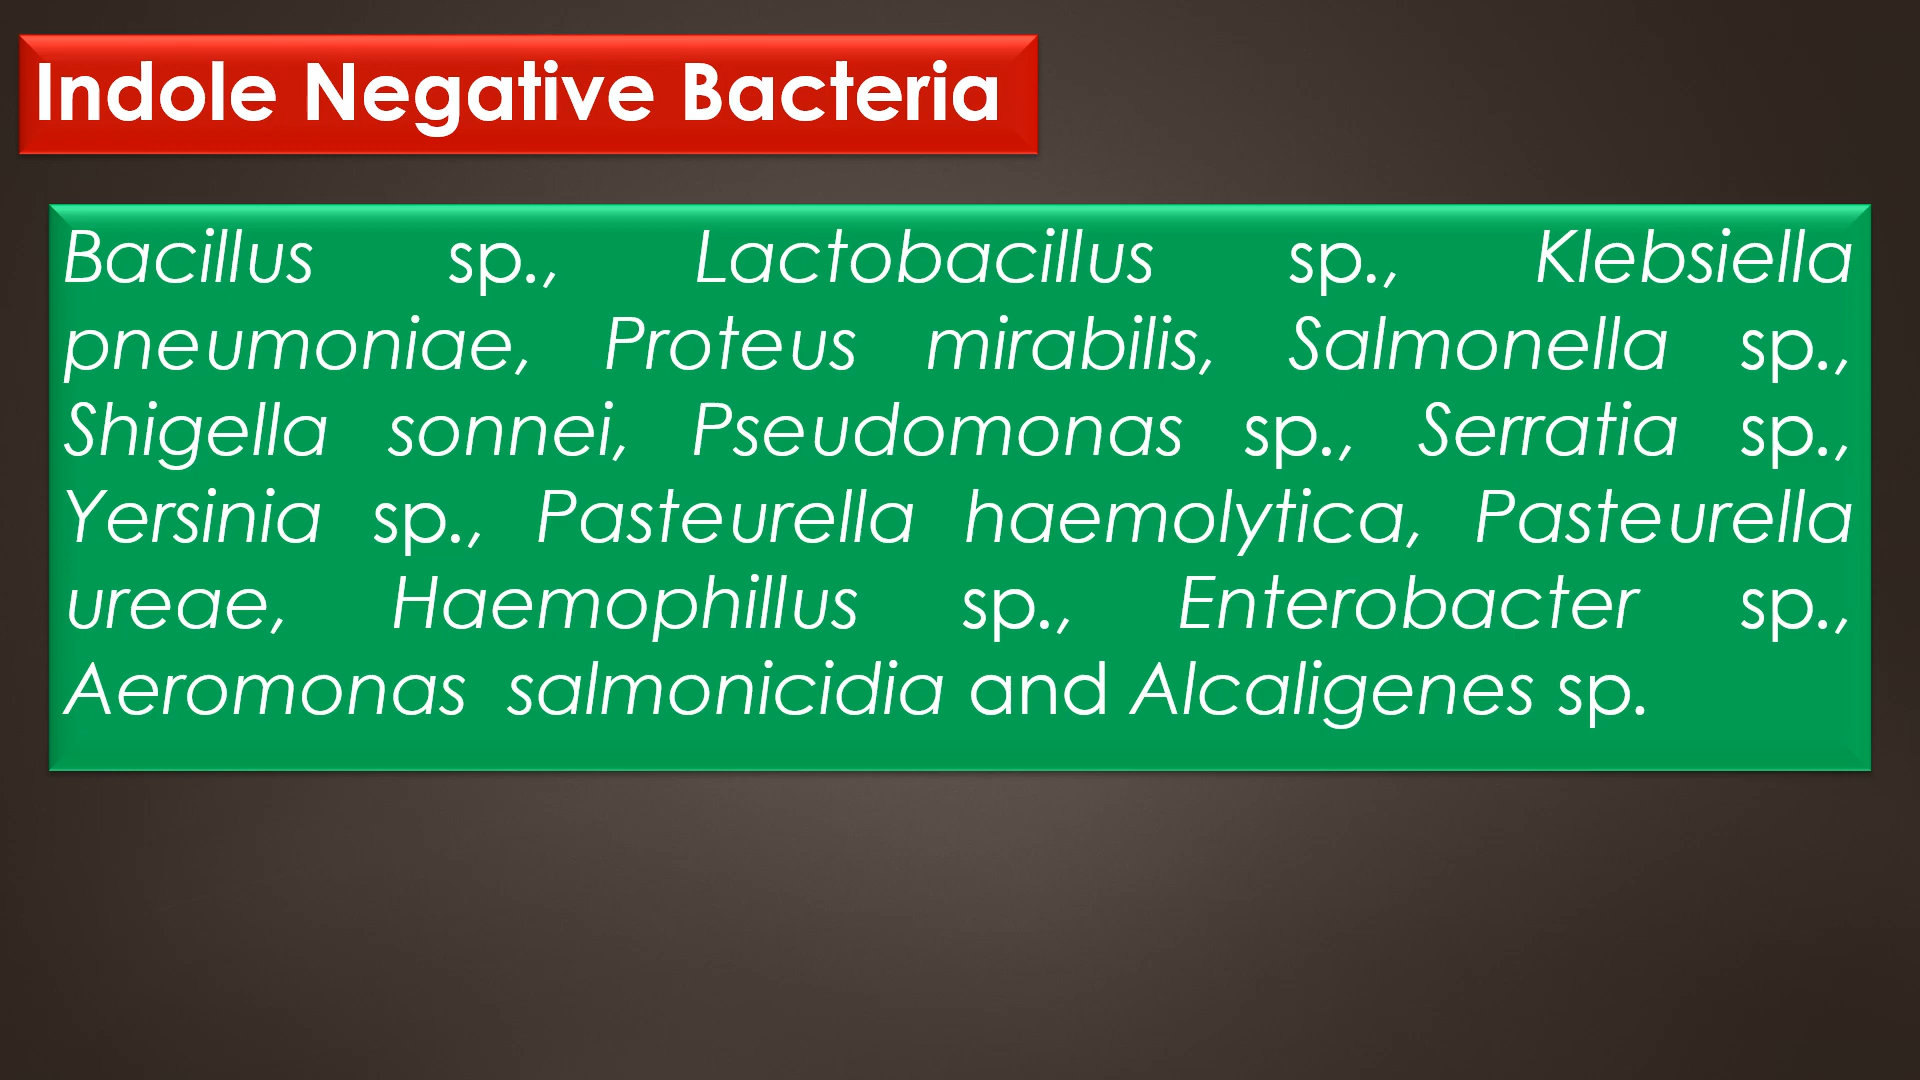 Indole Negative Bacteria
Bacillus sp., Lactobacillus sp., Klebsiella
pneumoniae, Proteus mirabilis, Salmonella sp.,
Shigella sonnei, Pseudomonas sp., Serratia sp.,
Yersinia sp., Pasteurella haemolytica, Pasteurella
ureae, Haemophillus sp., Enterobacter sp.,
Aeromonas salmonicidia and Alcaligenes sp.